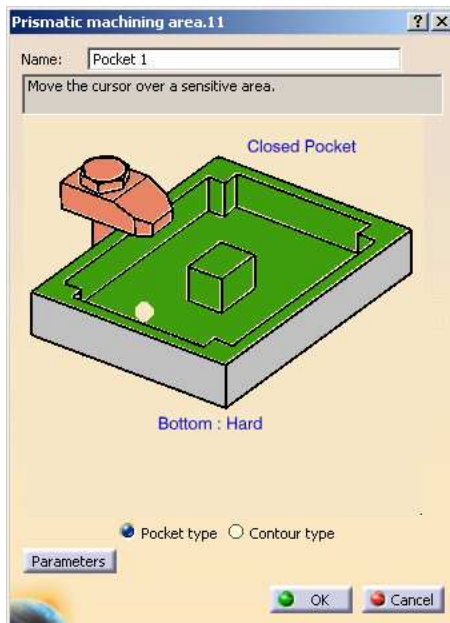 Prismatic machining area.11
Name: Pocket 1
Move the cursor over a sensitive area.
Closed Pocket
Bottom : Hard
Pocket type Contour type
Parameters
OK Cancel